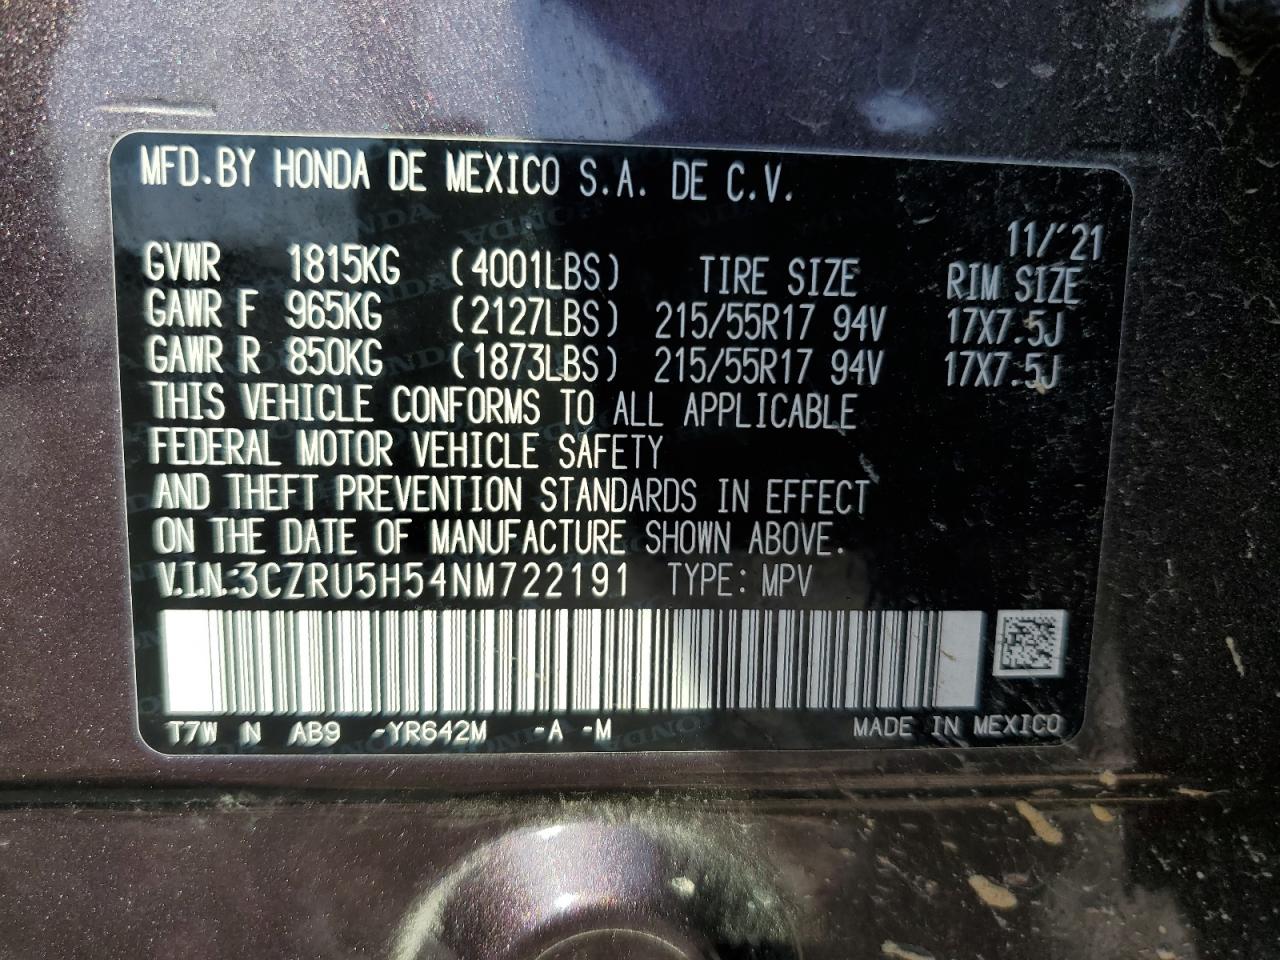 MFD.BY HONDA DE MEXICO S.A. DE C.V.
11/'21
GVWR 1815KG (4001LBS) TIRE SIZE RIM SIZE
GAWR F 965KG (2127LBS) 215/55R17 94V 17X7.5J
GAWR R 850KG (1873LBS) 215/55R17 94V 17X7.5J
THIS VEHICLE CONFORMS TO ALL APPLICABLE
FEDERAL MOTOR VEHICLE SAFETY
AND THEFT PREVENTION STANDARDS IN EFFECT
ON THE DATE OF MANUFACTURE SHOWN ABOVE.
V.I.N:3CZRU5H54NM722191 TYPE: MPV
T7W N AB9 -YR642M -A -M MADE IN MEXICO